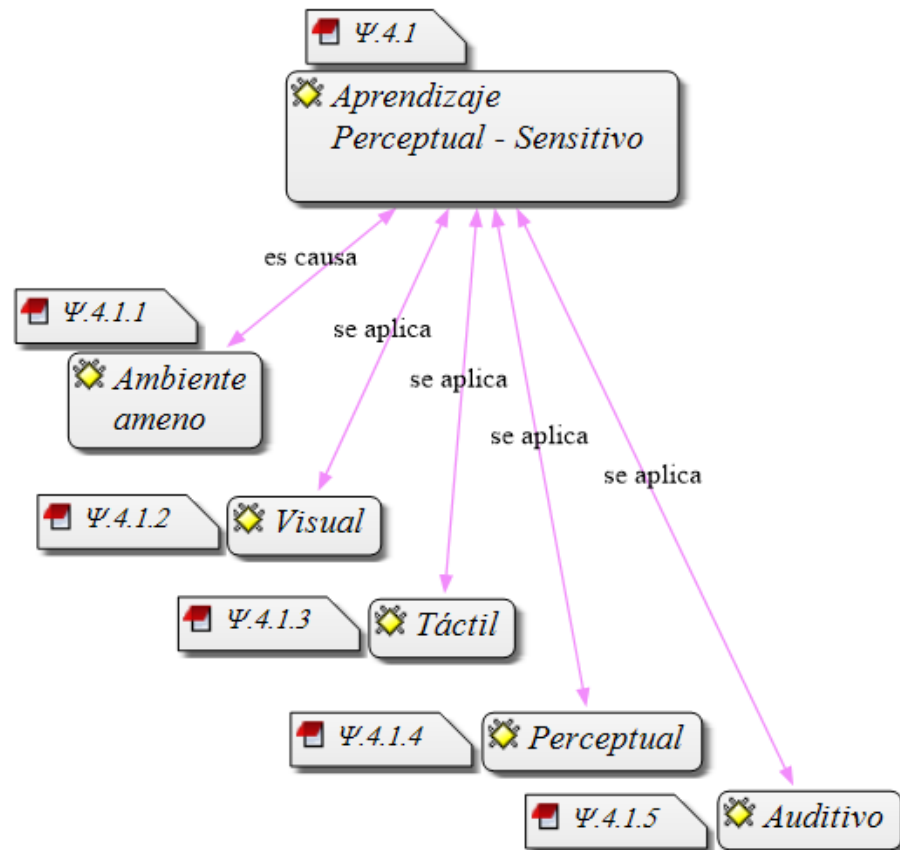 Ψ.4.1
Aprendizaje
Perceptual - Sensitivo
es causa
Ψ.4.1.1
se aplica
Ambiente
ameno
se aplica
se aplica
se aplica
Ψ.4.1.2
Visual
Ψ.4.1.3
Táctil
Ψ.4.1.4
Perceptual
Ψ.4.1.5
Auditivo